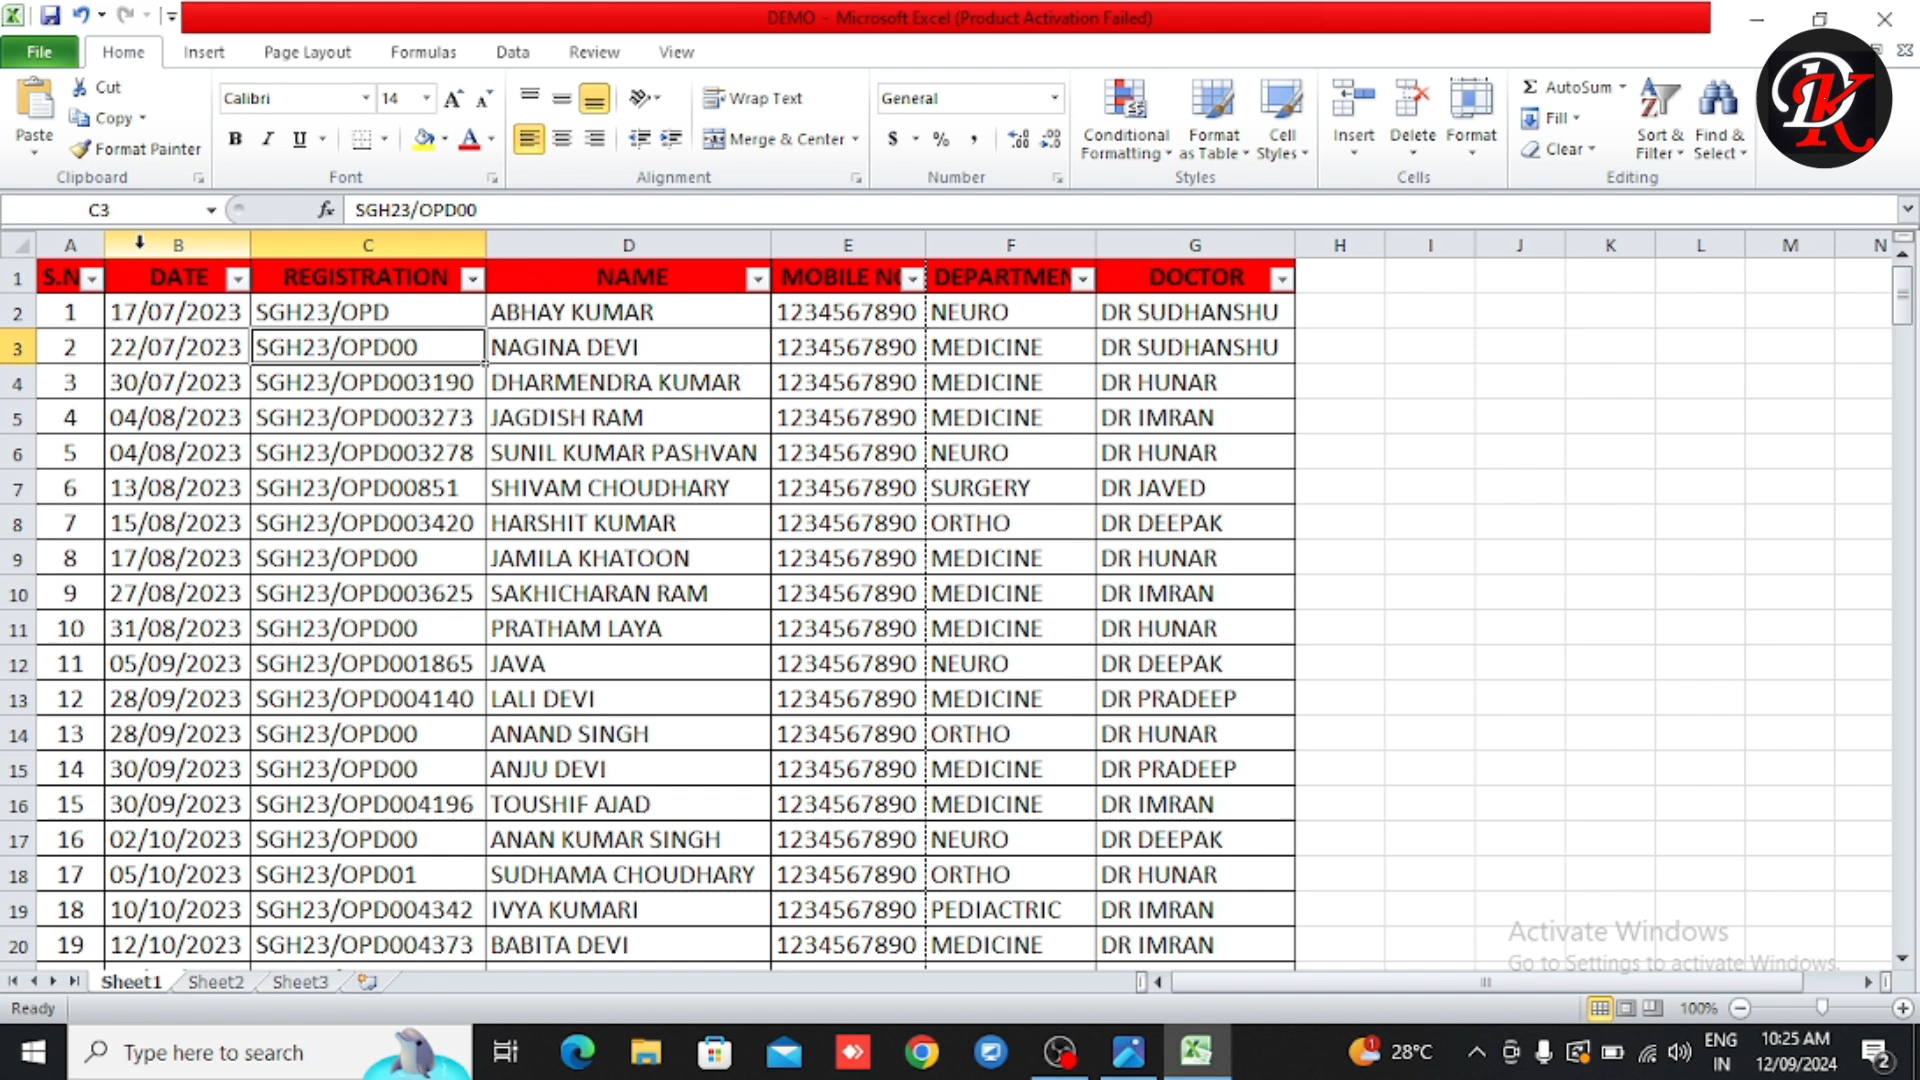 DEMO - Microsoft Excel (Product Activation Failed)
File Home Insert Page Layout Formulas Data Review View
Cut
Copy
Format Painter
Paste
Clipboard
Calibri 14
B I U
Font
Wrap Text
Merge & Center
Alignment
General
$ % ,
Number
Conditional Formatting
Format as Table
Cell Styles
Styles
Insert Delete Format
Cells
Σ AutoSum
Fill
Clear
Sort & Filter
Find & Select
Editing
DK
C3 fx SGH23/OPD00
A B C D E F G H I J K L M N
1 S.N DATE REGISTRATION NAME MOBILE NO DEPARTMEN DOCTOR
2 1 17/07/2023 SGH23/OPD ABHAY KUMAR 1234567890 NEURO DR SUDHANSHU
3 2 22/07/2023 SGH23/OPD00 NAGINA DEVI 1234567890 MEDICINE DR SUDHANSHU
4 3 30/07/2023 SGH23/OPD003190 DHARMENDRA KUMAR 1234567890 MEDICINE DR HUNAR
5 4 04/08/2023 SGH23/OPD003273 JAGDISH RAM 1234567890 MEDICINE DR IMRAN
6 5 04/08/2023 SGH23/OPD003278 SUNIL KUMAR PASHVAN 1234567890 NEURO DR HUNAR
7 6 13/08/2023 SGH23/OPD00851 SHIVAM CHOUDHARY 1234567890 SURGERY DR JAVED
8 7 15/08/2023 SGH23/OPD003420 HARSHIT KUMAR 1234567890 ORTHO DR DEEPAK
9 8 17/08/2023 SGH23/OPD00 JAMILA KHATOON 1234567890 MEDICINE DR HUNAR
10 9 27/08/2023 SGH23/OPD003625 SAKHICHARAN RAM 1234567890 MEDICINE DR IMRAN
11 10 31/08/2023 SGH23/OPD00 PRATHAM LAYA 1234567890 MEDICINE DR HUNAR
12 11 05/09/2023 SGH23/OPD001865 JAVA 1234567890 NEURO DR DEEPAK
13 12 28/09/2023 SGH23/OPD004140 LALI DEVI 1234567890 MEDICINE DR PRADEEP
14 13 28/09/2023 SGH23/OPD00 ANAND SINGH 1234567890 ORTHO DR HUNAR
15 14 30/09/2023 SGH23/OPD00 ANJU DEVI 1234567890 MEDICINE DR PRADEEP
16 15 30/09/2023 SGH23/OPD004196 TOUSHIF AJAD 1234567890 MEDICINE DR IMRAN
17 16 02/10/2023 SGH23/OPD00 ANAN KUMAR SINGH 1234567890 NEURO DR DEEPAK
18 17 05/10/2023 SGH23/OPD01 SUDHAMA CHOUDHARY 1234567890 ORTHO DR HUNAR
19 18 10/10/2023 SGH23/OPD004342 IVYA KUMARI 1234567890 PEDIACTRIC DR IMRAN
20 19 12/10/2023 SGH23/OPD004373 BABITA DEVI 1234567890 MEDICINE DR IMRAN
Activate Windows
Go to Settings to activate Windows.
Sheet1 Sheet2 Sheet3
Ready 100%
Type here to search
1 28°C ENG IN 10:25 AM 12/09/2024 2